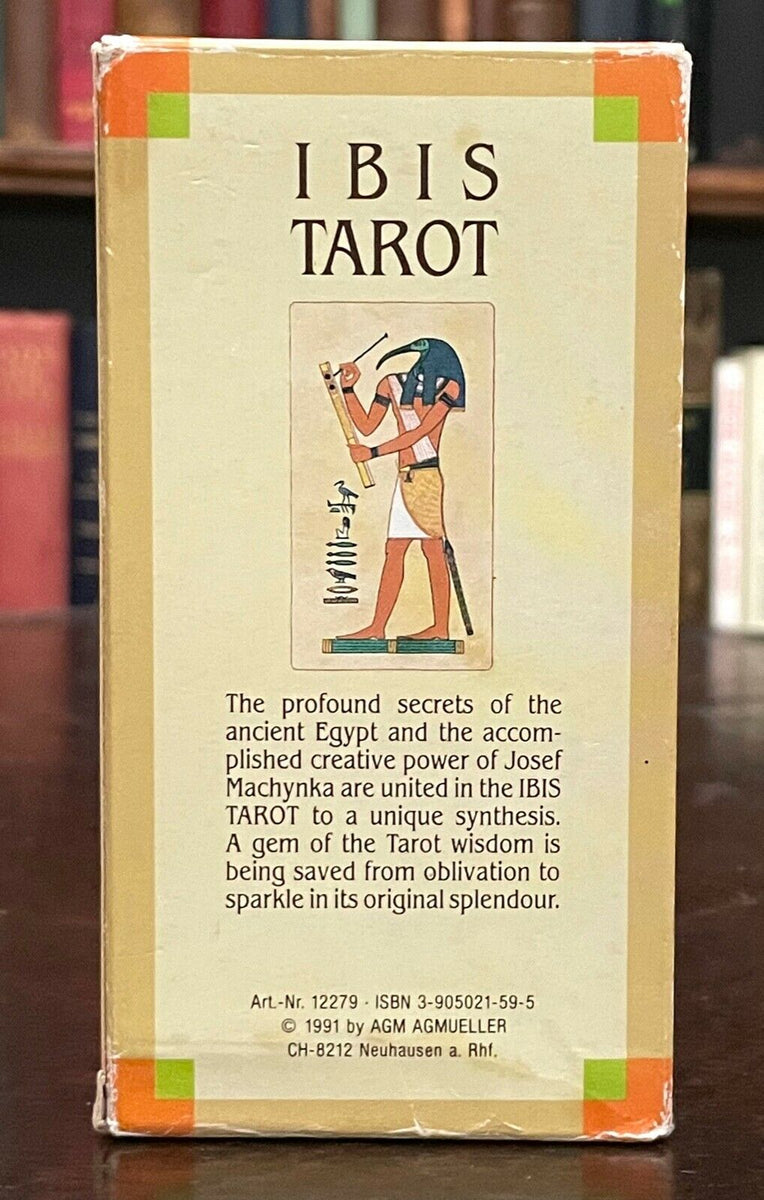 IBIS
TAROT
The profound secrets of the
ancient Egypt and the accom-
plished creative power of Josef
Machynka are united in the IBIS
TAROT to a unique synthesis.
A gem of the Tarot wisdom is
being saved from oblivation to
sparkle in its original splendour.
Art.-Nr. 12279 · ISBN 3-905021-59-5
© 1991 by AGM AGMUELLER
CH-8212 Neuhausen a. Rhf.